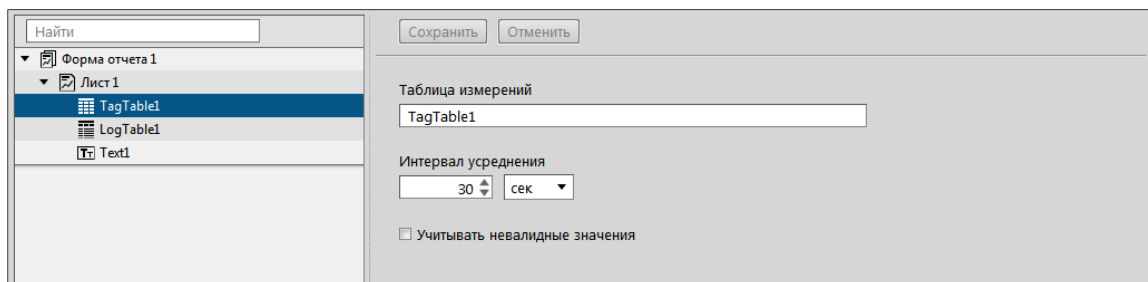 Найти
Форма отчета 1
Лист 1
TagTable1
LogTable1
Text1
Сохранить Отменить
Таблица измерений
TagTable1
Интервал усреднения
30 сек
Учитывать невалидные значения